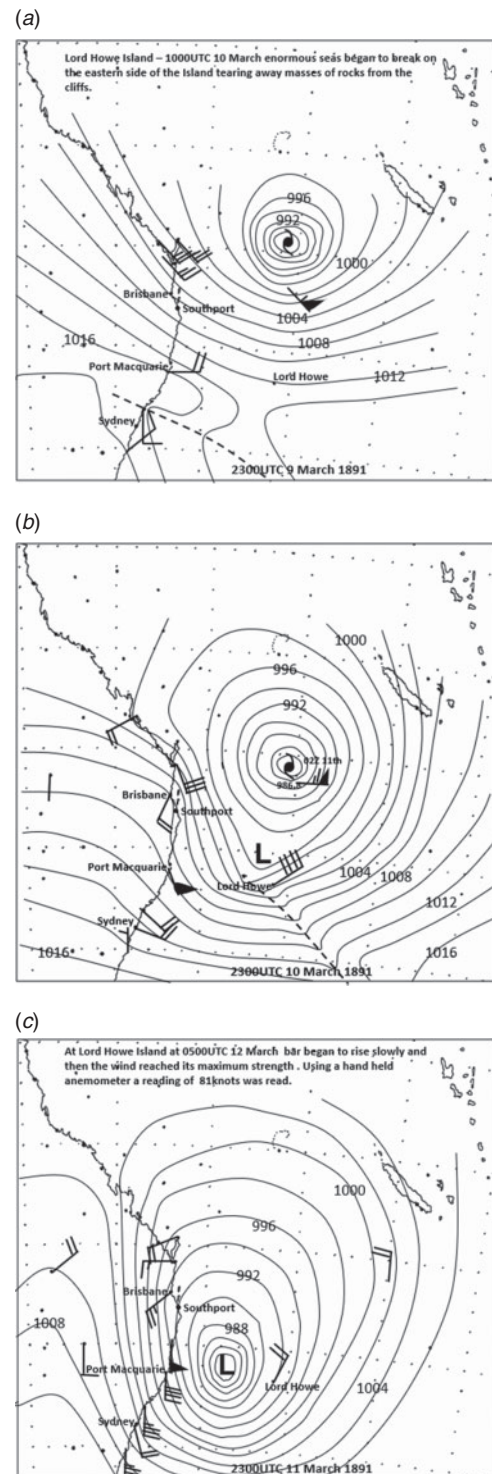 (a)
Lord Howe Island – 1000UTC 10 March enormous seas began to break on
the eastern side of the Island tearing away masses of rocks from the
cliffs.
996
992
1000
Brisbane
Southport
1004
1016
1008
Port Macquarie
Lord Howe
1012
Sydney
2300UTC 9 March 1891
(b)
1000
996
992
02Z 11th
986.8
Brisbane
Southport
L
Port Macquarie
1004
1008
Lord Howe
1012
Sydney
1016
1016
2300UTC 10 March 1891
(c)
At Lord Howe Island at 0500UTC 12 March bar began to rise slowly and
then the wind reached its maximum strength . Using a hand held
anemometer a reading of 81knots was read.
1000
996
992
Brisbane
Southport
1008
988
Port Macquarie
L
Lord Howe
1004
Sydney
2300UTC 11 March 1891